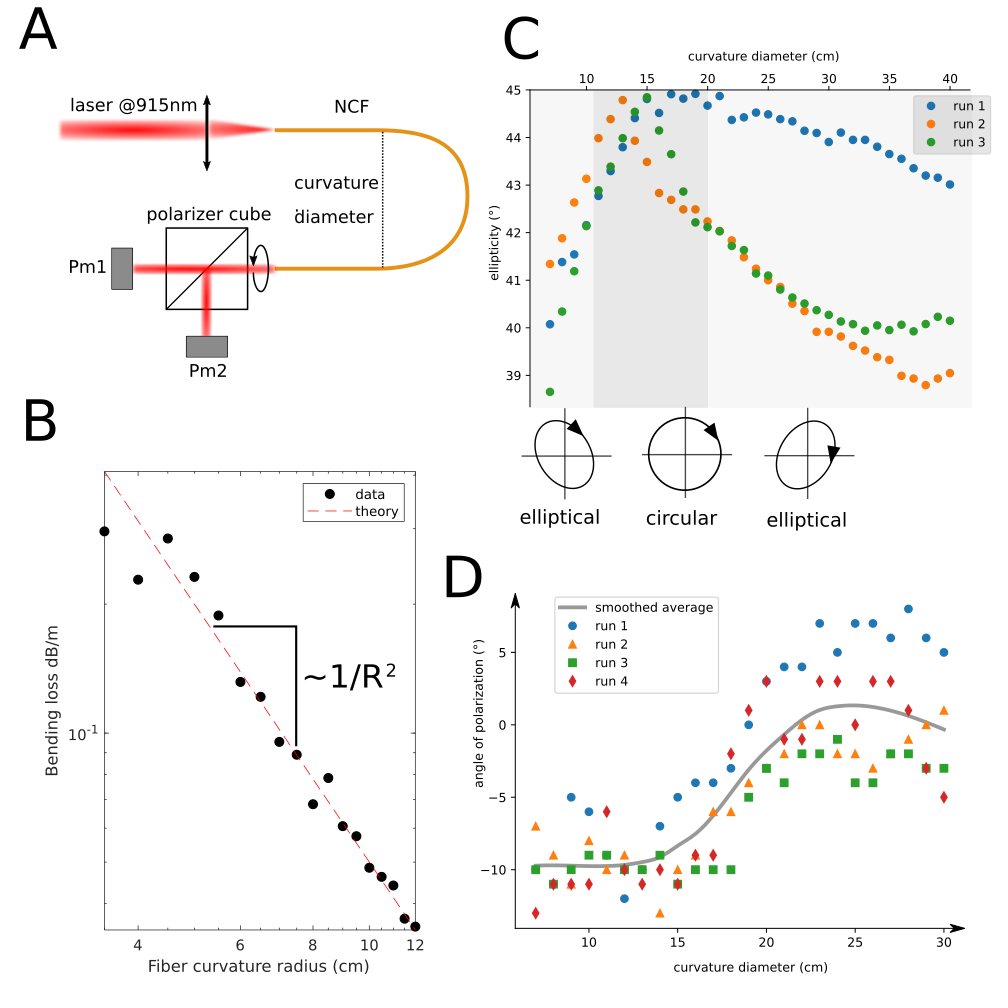 A
laser @915nm
NCF
curvature
diameter
polarizer cube
Pm1
Pm2
B
data
theory
~1/R²
Bending loss dB/m
10⁻¹
4
6
8
10
12
Fiber curvature radius (cm)
C
curvature diameter (cm)
10 15 20 25 30 35 40
45
44
43
42
41
40
39
ellipticity (°)
run 1
run 2
run 3
elliptical
circular
elliptical
D
smoothed average
run 1
run 2
run 3
run 4
angle of polarization (°)
5
0
−5
−10
10 15 20 25 30
curvature diameter (cm)